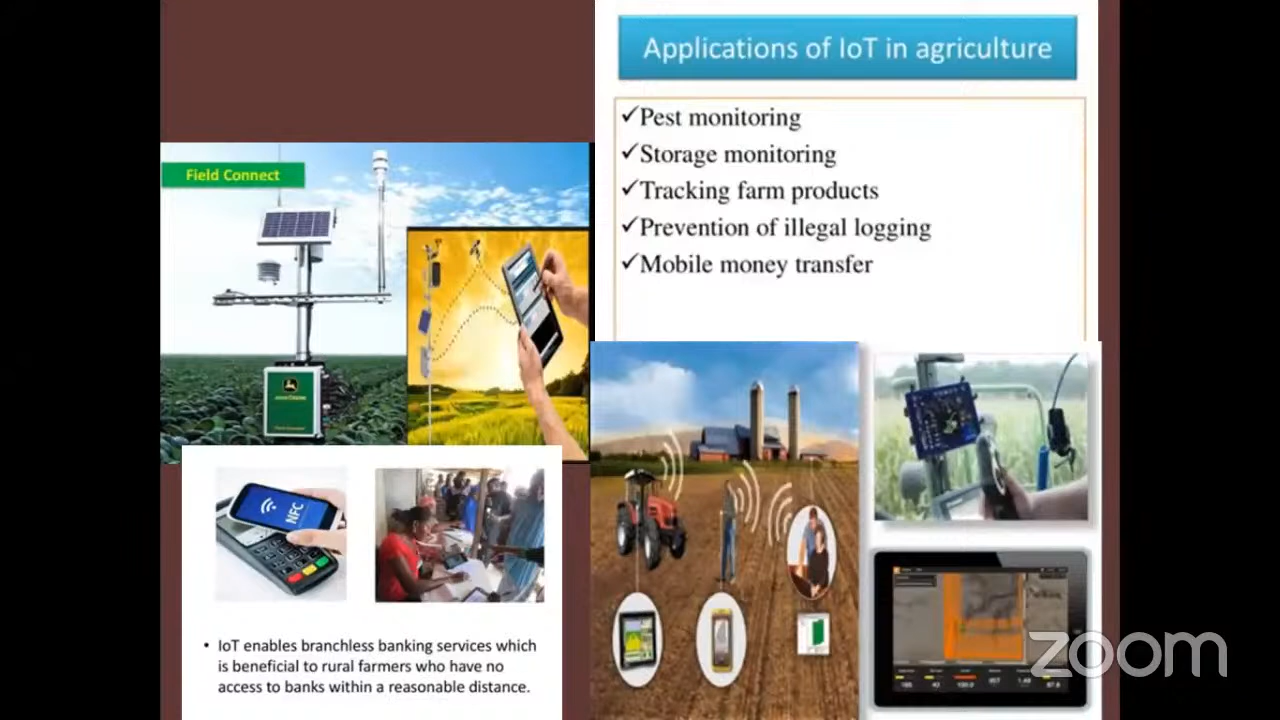 Applications of IoT in agriculture
✓Pest monitoring
✓Storage monitoring
✓Tracking farm products
✓Prevention of illegal logging
✓Mobile money transfer
Field Connect
JOHN DEERE
NFC
• IoT enables branchless banking services which
is beneficial to rural farmers who have no
access to banks within a reasonable distance.
zoom